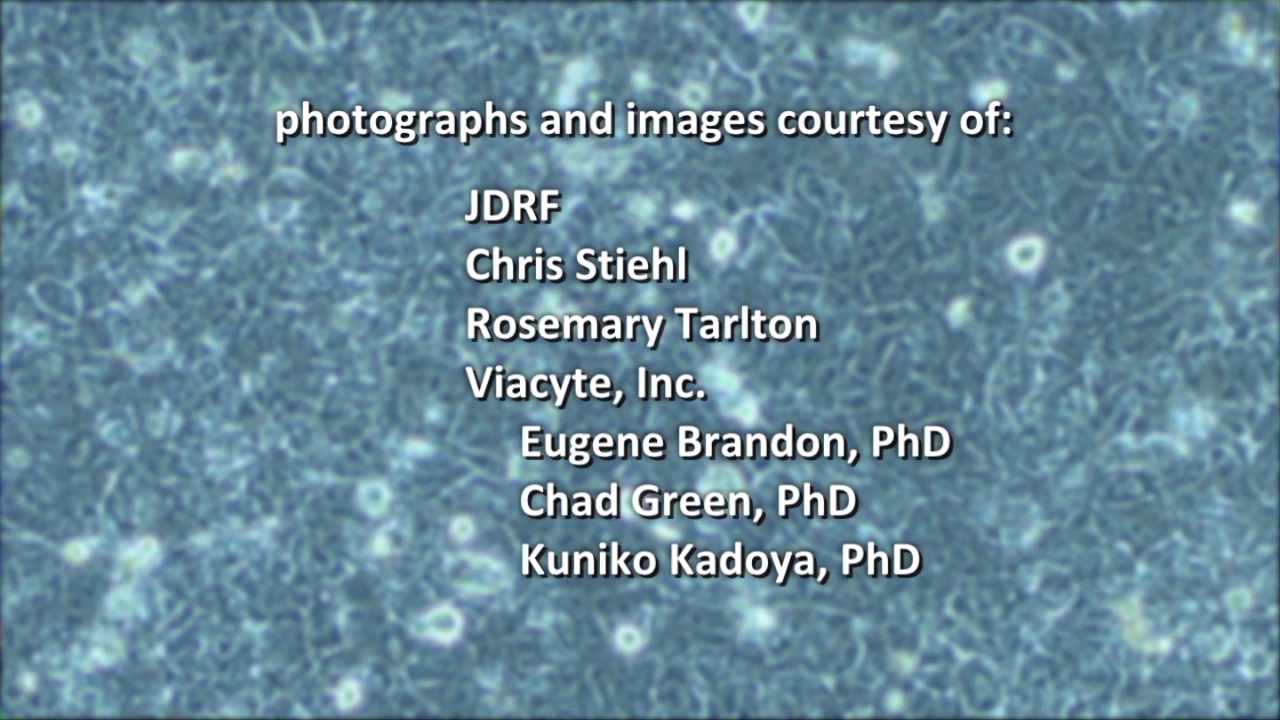 photographs and images courtesy of:
JDRF
Chris Stiehl
Rosemary Tarlton
Viacyte, Inc.
Eugene Brandon, PhD
Chad Green, PhD
Kuniko Kadoya, PhD